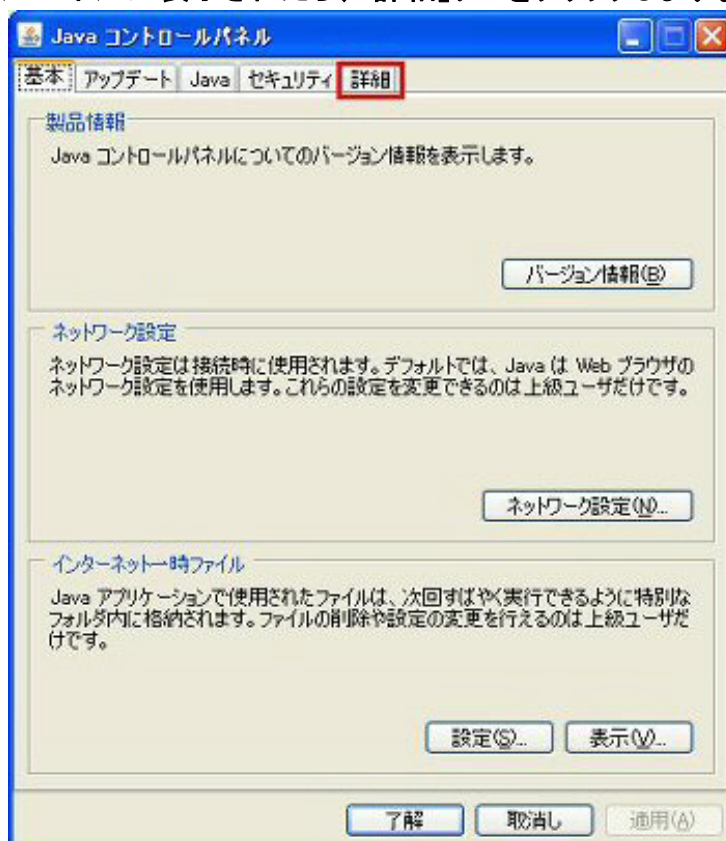 Java コントロールパネル
基本 アップデート Java セキュリティ 詳細
製品情報
Java コントロールパネルについてのバージョン情報を表示します。
バージョン情報(B)
ネットワーク設定
ネットワーク設定は接続時に使用されます。デフォルトでは、Java は Web ブラウザの
ネットワーク設定を使用します。これらの設定を変更できるのは上級ユーザだけです。
ネットワーク設定(N)...
インターネット一時ファイル
Java アプリケーションで使用されたファイルは、次回すばやく実行できるように特別な
フォルダ内に格納されます。ファイルの削除や設定の変更を行えるのは上級ユーザだ
けです。
設定(S)... 表示(V)...
了解 取消し 適用(A)